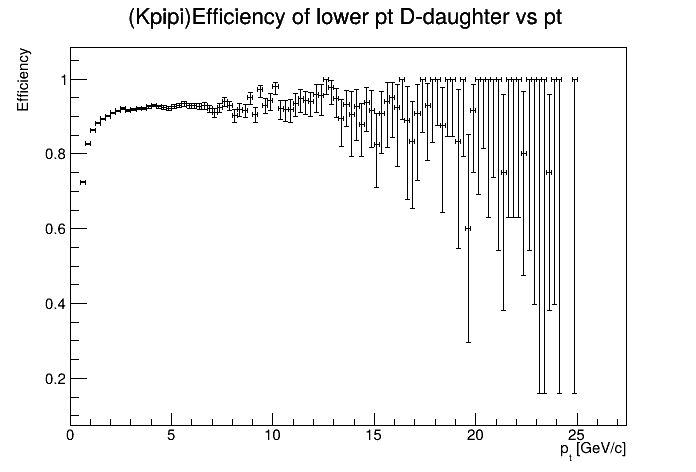 (Kpipi)Efficiency of lower pt D-daughter vs pt
Efficiency
1
0.8
0.6
0.4
0.2
0 5 10 15 20 25
p_t [GeV/c]